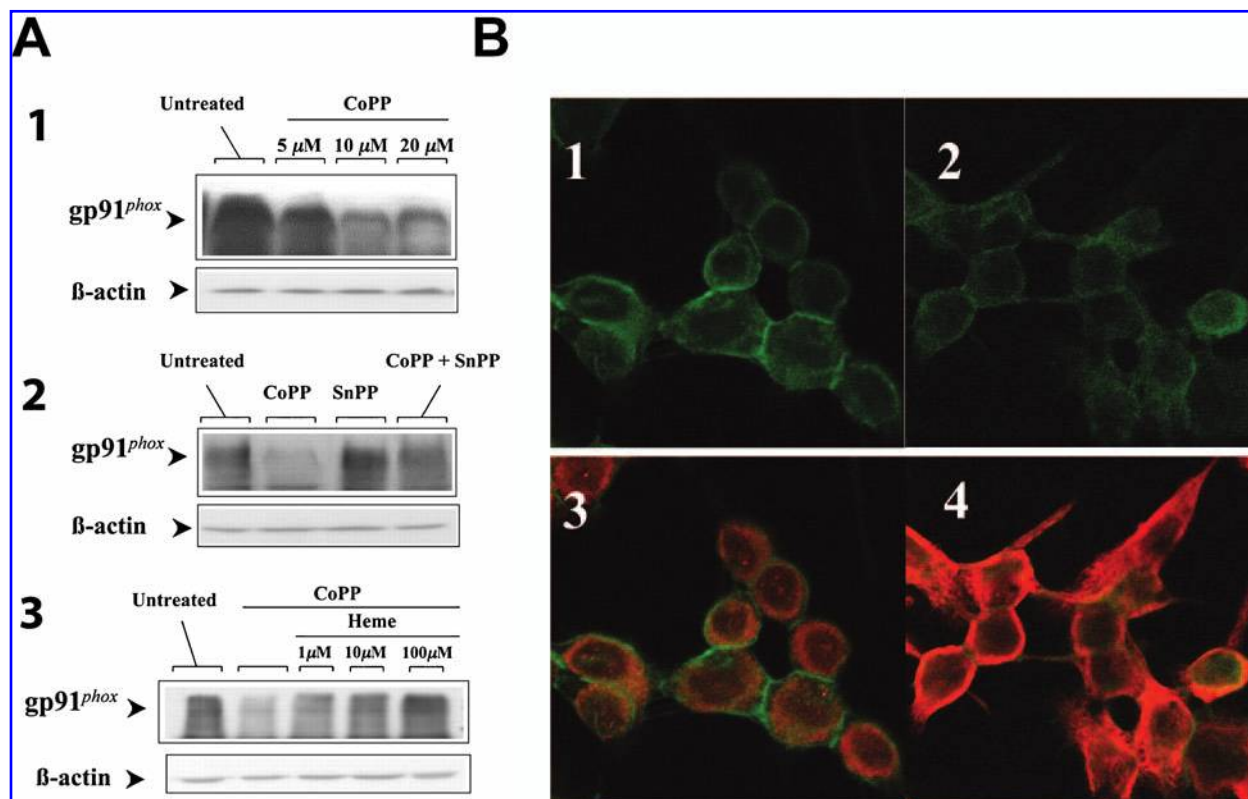 A
B
1
Untreated
CoPP
5 μM 10 μM 20 μM
gp91phox
ß-actin
2
Untreated
CoPP + SnPP
CoPP SnPP
gp91phox
ß-actin
3
Untreated
CoPP
Heme
1μM 10μM 100μM
gp91phox
ß-actin
1
2
3
4